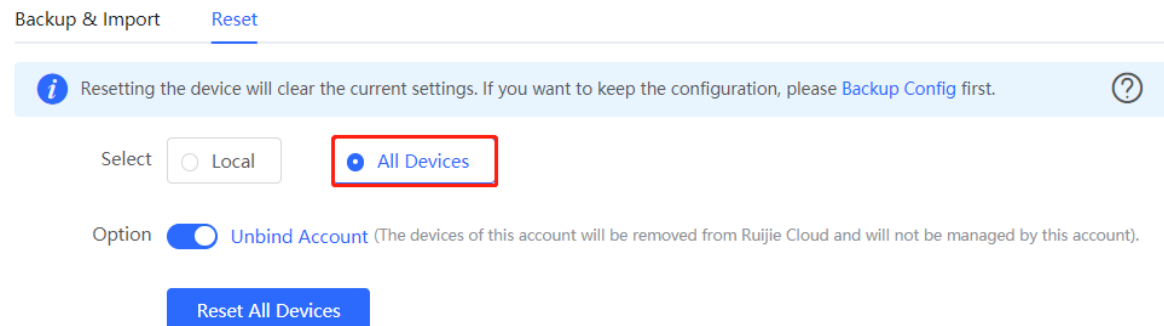 Backup & Import Reset
Resetting the device will clear the current settings. If you want to keep the configuration, please Backup Config first.
Select Local All Devices
Option Unbind Account (The devices of this account will be removed from Ruijie Cloud and will not be managed by this account).
Reset All Devices